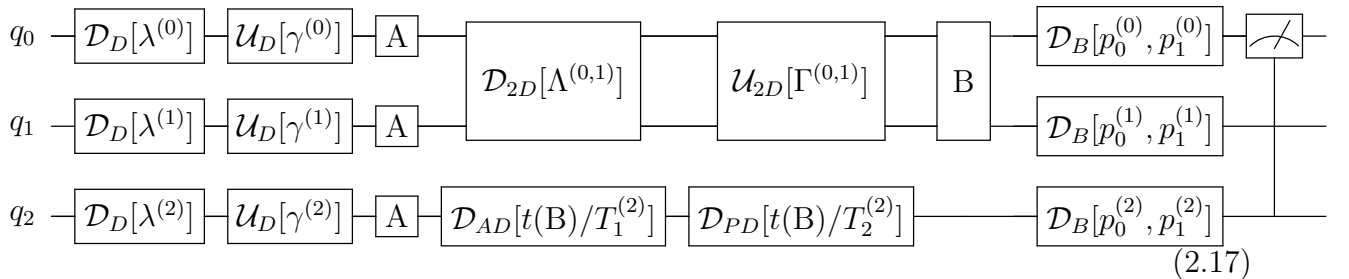 q_0 𝒟_D[λ^(0)] 𝒰_D[γ^(0)] A 𝒟_B[p_0^(0), p_1^(0)]
𝒟_2D[Λ^(0,1)] 𝒰_2D[Γ^(0,1)] B
q_1 𝒟_D[λ^(1)] 𝒰_D[γ^(1)] A 𝒟_B[p_0^(1), p_1^(1)]
q_2 𝒟_D[λ^(2)] 𝒰_D[γ^(2)] A 𝒟_AD[t(B)/T_1^(2)] 𝒟_PD[t(B)/T_2^(2)] 𝒟_B[p_0^(2), p_1^(2)]
(2.17)